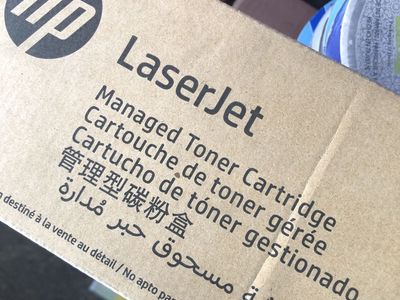 hp
LaserJet
Managed Toner Cartridge
Cartouche de toner gérée
Cartucho de tóner gestionado
管理型碳粉盒
مسحوق حبر مُدارة
destiné à la vente au détail / No apto para